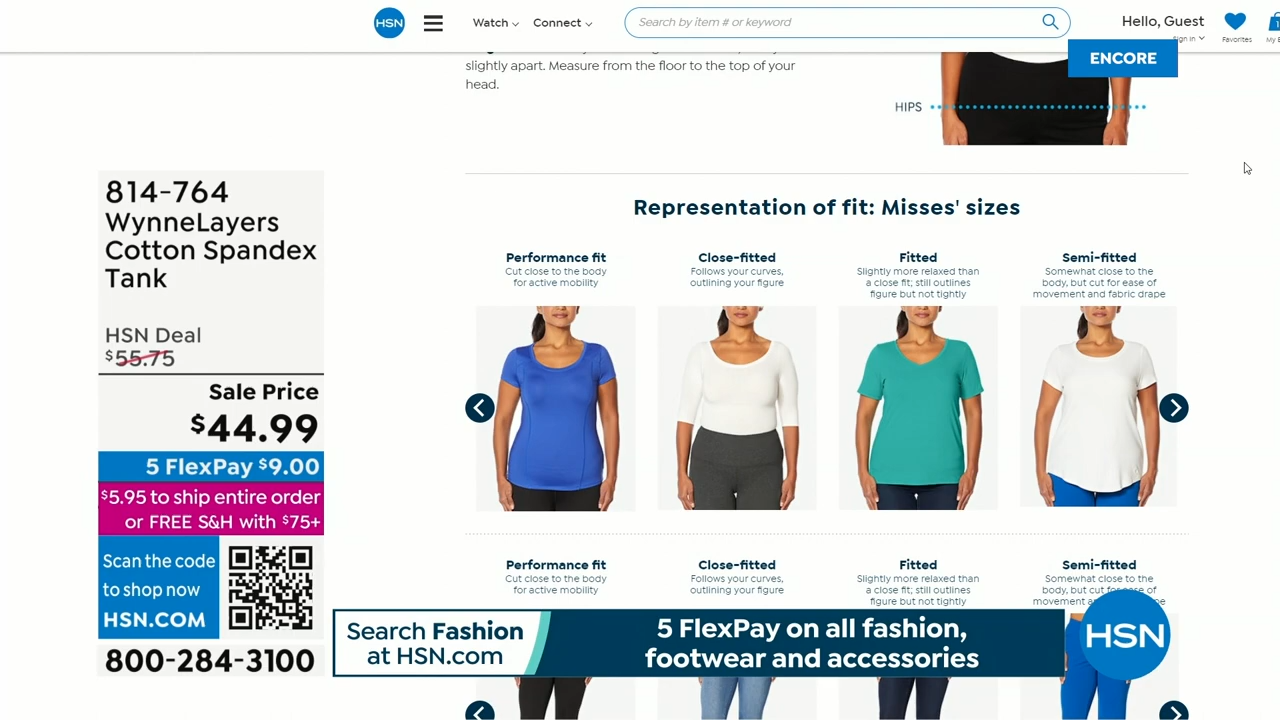 HSN
Watch
Connect
Search by item # or keyword
Hello, Guest
Sign in
Favorites
ENCORE
slightly apart. Measure from the floor to the top of your
head.
HIPS
814-764
WynneLayers
Cotton Spandex
Tank
HSN Deal
$55.75
Sale Price
$44.99
5 FlexPay $9.00
$5.95 to ship entire order
or FREE S&H with $75+
Scan the code
to shop now
HSN.COM
800-284-3100
Representation of fit: Misses' sizes
Performance fit
Cut close to the body
for active mobility
Close-fitted
Follows your curves,
outlining your figure
Fitted
Slightly more relaxed than
a close fit; still outlines
figure but not tightly
Semi-fitted
Somewhat close to the
body, but cut for ease of
movement and fabric drape
Performance fit
Cut close to the body
for active mobility
Close-fitted
Follows your curves,
outlining your figure
Fitted
Slightly more relaxed than
a close fit; still outlines
figure but not tightly
Semi-fitted
Somewhat close to the
body, but cut for ease of
Search Fashion
at HSN.com
5 FlexPay on all fashion,
footwear and accessories
HSN